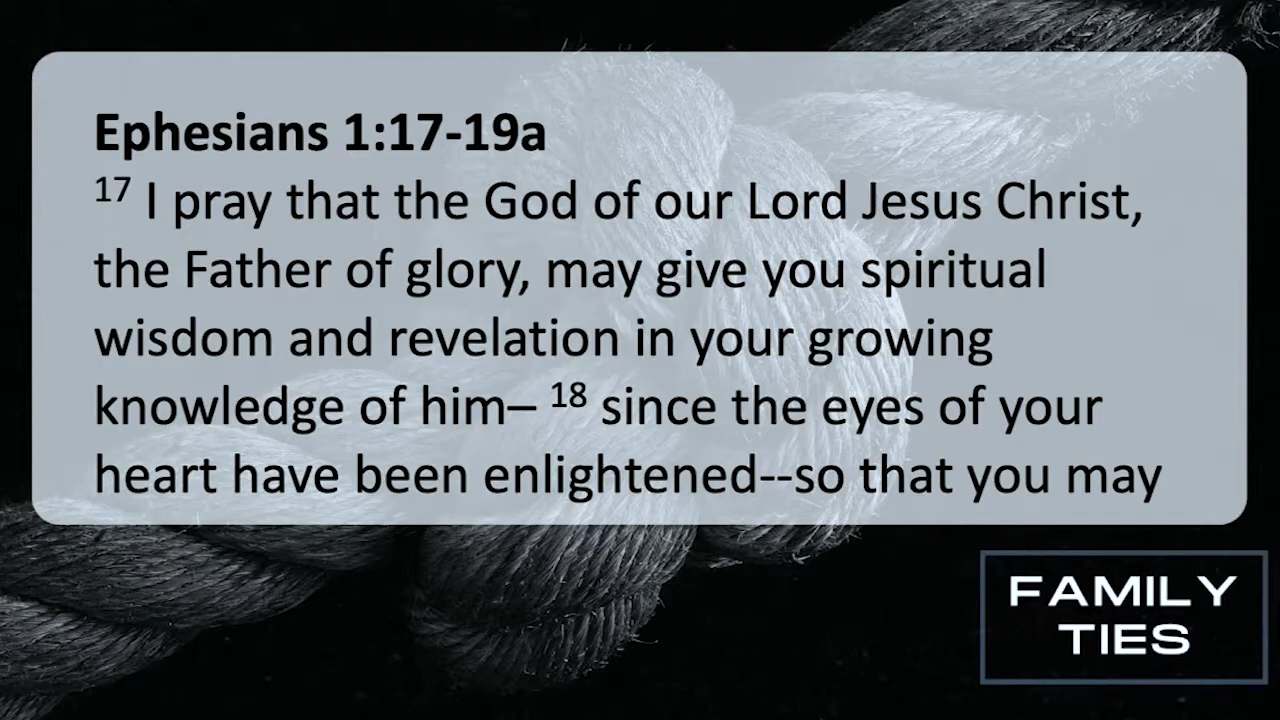 Ephesians 1:17-19a
17 I pray that the God of our Lord Jesus Christ,
the Father of glory, may give you spiritual
wisdom and revelation in your growing
knowledge of him– 18 since the eyes of your
heart have been enlightened--so that you may
FAMILY
TIES